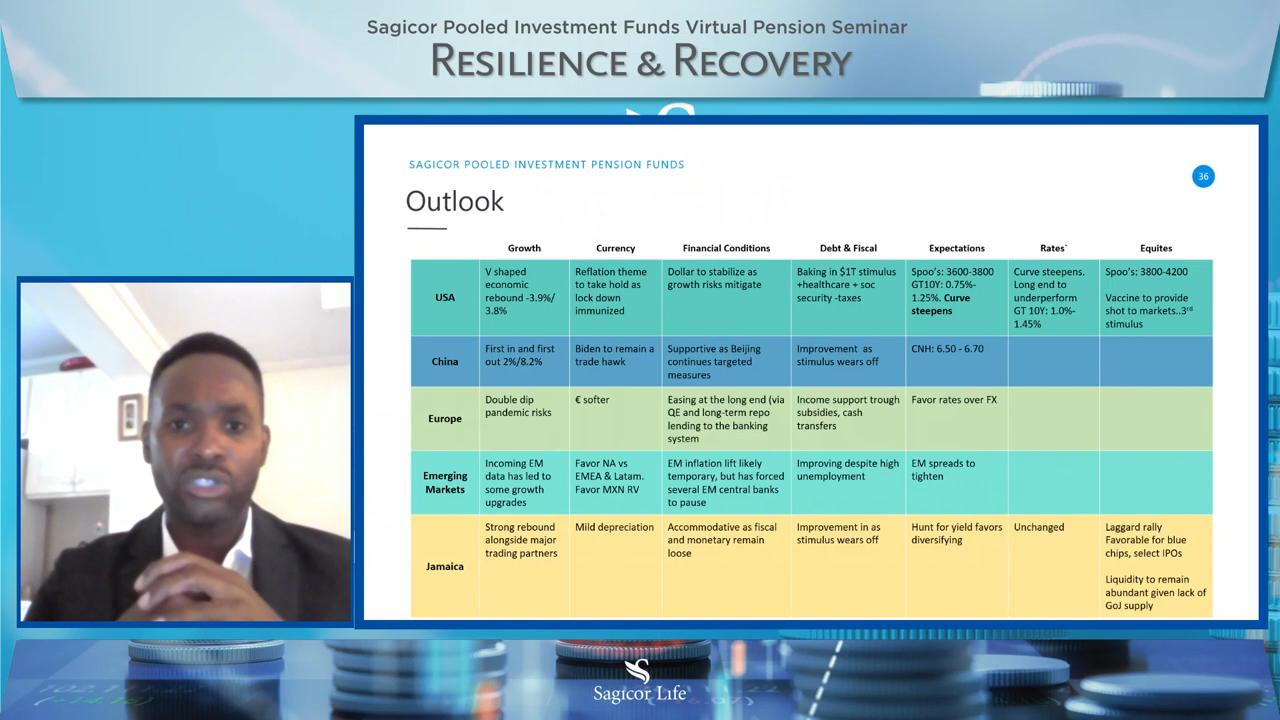 Sagicor Pooled Investment Funds Virtual Pension Seminar
RESILIENCE & RECOVERY
SAGICOR POOLED INVESTMENT PENSION FUNDS
36
Outlook
Growth
Currency
Financial Conditions
Debt & Fiscal
Expectations
Rates`
Equites
USA
V shaped
economic
rebound -3.9%/
3.8%
Reflation theme
to take hold as
lock down
immunized
Dollar to stabilize as
growth risks mitigate
Baking in $1T stimulus
+healthcare + soc
security -taxes
Spoo's: 3600-3800
GT10Y: 0.75%-
1.25%. Curve
steepens
Curve steepens.
Long end to
underperform
GT 10Y: 1.0%-
1.45%
Spoo's: 3800-4200
Vaccine to provide
shot to markets..3rd
stimulus
China
First in and first
out 2%/8.2%
Biden to remain a
trade hawk
Supportive as Beijing
continues targeted
measures
Improvement as
stimulus wears off
CNH: 6.50 - 6.70
Europe
Double dip
pandemic risks
€ softer
Easing at the long end (via
QE and long-term repo
lending to the banking
system
Income support trough
subsidies, cash
transfers
Favor rates over FX
Emerging
Markets
Incoming EM
data has led to
some growth
upgrades
Favor NA vs
EMEA & Latam.
Favor MXN RV
EM inflation lift likely
temporary, but has forced
several EM central banks
to pause
Improving despite high
unemployment
EM spreads to
tighten
Jamaica
Strong rebound
alongside major
trading partners
Mild depreciation
Accommodative as fiscal
and monetary remain
loose
Improvement in as
stimulus wears off
Hunt for yield favors
diversifying
Unchanged
Laggard rally
Favorable for blue
chips, select IPOs
Liquidity to remain
abundant given lack of
GoJ supply
Sagicor Life